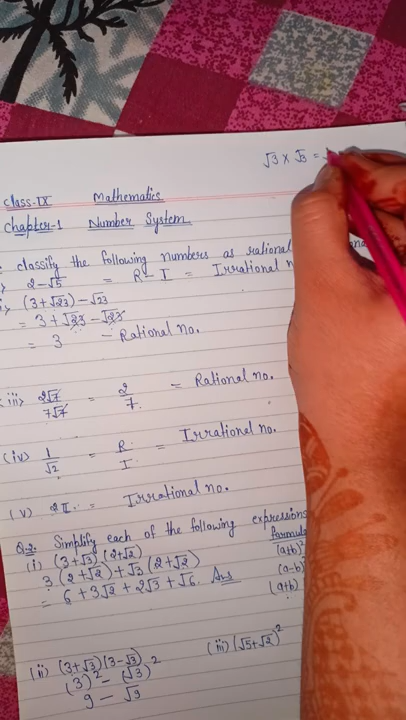 √3 × √3 =
Class-IX Mathematics
Chapter-1 Number System
classify the following numbers as rational
2-√5 = R - I = Irrational n
(3+√23)-√23
= 3+√23-√23
= 3 - Rational no.
(iii) 2√7/7√7 = 2/7 = Rational no.
(iv) 1/√2 = R/I = Irrational no.
(v) 2π = Irrational no.
Q.2. Simplify each of the following expressions
(i) (3+√3)(2+√2) formula
3(2+√2)+√3(2+√2) (a+b)²
= 6+3√2+2√3+√6. Ans (a-b)
(a+b)
(ii) (3+√3)(3-√3) (iii) (√5+√2)²
(3)² - (√3)²
9 - √9